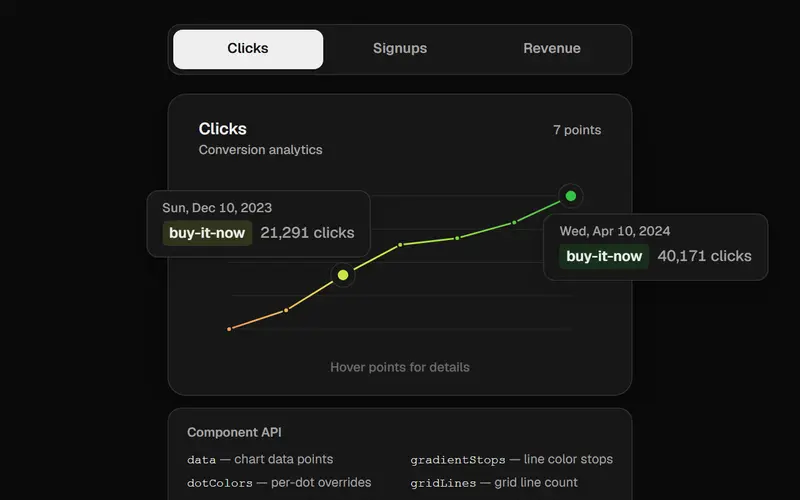 Clicks Signups Revenue
Clicks
7 points
Conversion analytics
Sun, Dec 10, 2023
buy-it-now 21,291 clicks
Wed, Apr 10, 2024
buy-it-now 40,171 clicks
Hover points for details
Component API
data — chart data points
gradientStops — line color stops
dotColors — per-dot overrides
gridLines — grid line count